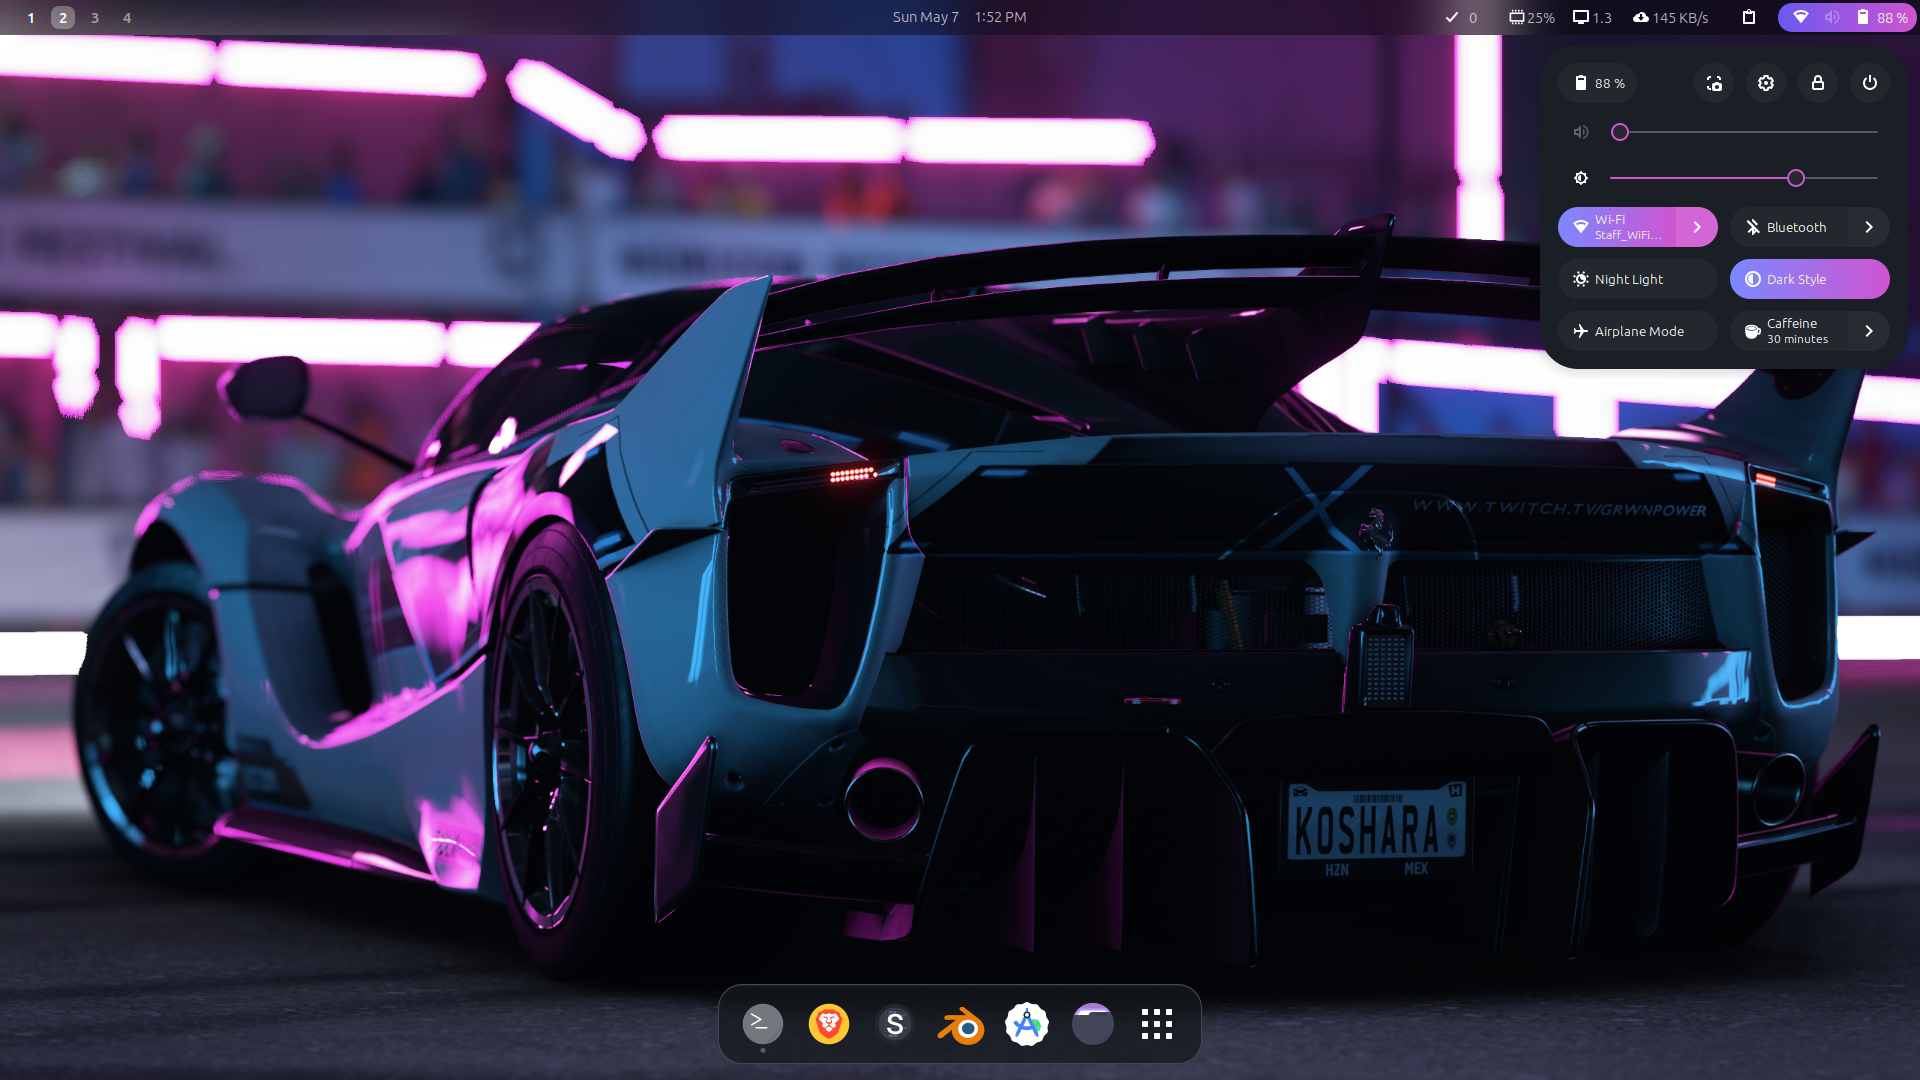 1 2 3 4
Sun May 7 1:52 PM
0 25% 1.3 145 KB/s 88 %
88 %
Wi-Fi
Staff_WiFi...
Bluetooth
Night Light
Dark Style
Airplane Mode
Caffeine
30 minutes
WWW.TWITCH.TV/GRWNPOWER
KOSHARA
HZN MEX
S